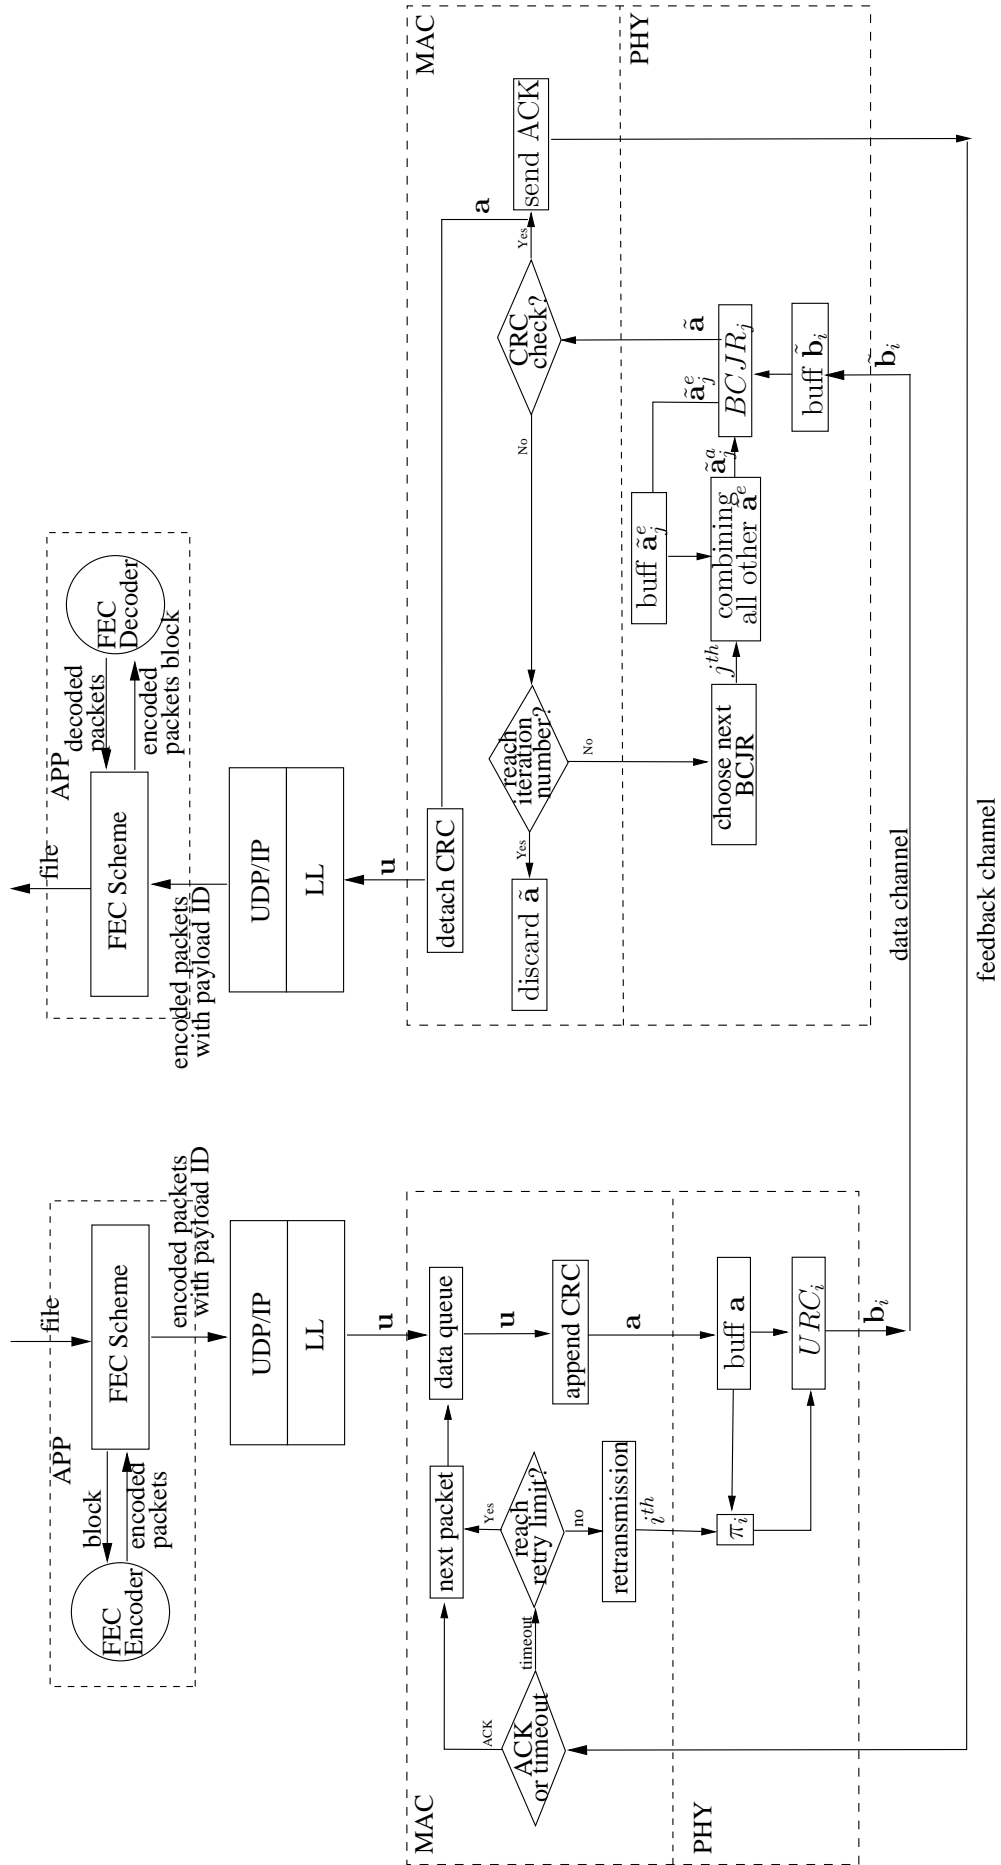 file
APP
FEC Scheme
block
encoded
packets
FEC
Encoder
encoded packets
with payload ID
UDP/IP
LL
u
MAC
next packet
data queue
ACK
u
ACK
or timeout
timeout
reach
retry limit?
Yes
no
append CRC
retransmission
i^{th}
a
PHY
π_i
buff a
URC_i
b_i
file
APP
FEC Scheme
decoded
packets
encoded
packets block
FEC
Decoder
encoded packets
with payload ID
UDP/IP
LL
u
MAC
detach CRC
a
discard ã
Yes
reach
iteration
number?
No
No
CRC
check?
Yes
send ACK
PHY
choose next
BCJR
j^{th}
buff ã_j^e
combining
all other ã^e
ã_j^a
ã_j^e
BCJR_j
ã
buff b̃_i
b̃_i
data channel
feedback channel